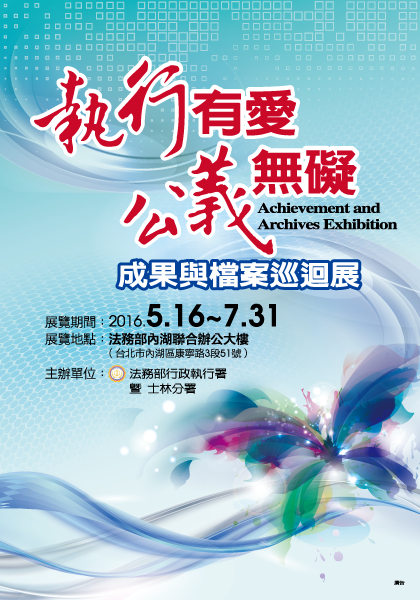 執行有愛
公義無礙
Achievement and
Archives Exhibition
成果與檔案巡迴展
展覽期間：2016.5.16~7.31
展覽地點：法務部內湖聯合辦公大樓
（台北市內湖區康寧路3段51號）
主辦單位： 法務部行政執行署
暨 士林分署
廣告